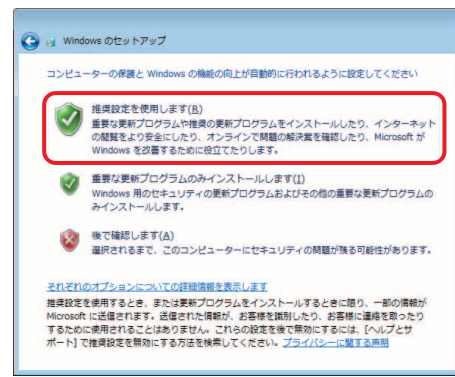 Windows のセットアップ
コンピューターの保護と Windows の機能の向上が自動的に行われるように設定してください
推奨設定を使用します(R)
重要な更新プログラムや推奨の更新プログラムをインストールしたり、インターネット
の閲覧をより安全にしたり、オンラインで問題の解決策を確認したり、Microsoft が
Windows を改善するために役立てたりします。
重要な更新プログラムのみインストールします(I)
Windows 用のセキュリティの更新プログラムおよびその他の重要な更新プログラムの
みインストールします。
後で確認します(A)
選択されるまで、このコンピューターにセキュリティの問題が残る可能性があります。
それぞれのオプションについての詳細情報を表示します
推奨設定を使用するとき、または更新プログラムをインストールするときに限り、一部の情報が
Microsoft に送信されます。送信された情報が、お客様を識別したり、お客様に連絡を取ったり
するために使用されることはありません。これらの設定を後で無効にするには、[ヘルプとサ
ポート] で推奨設定を無効にする方法を検索してください。プライバシーに関する声明